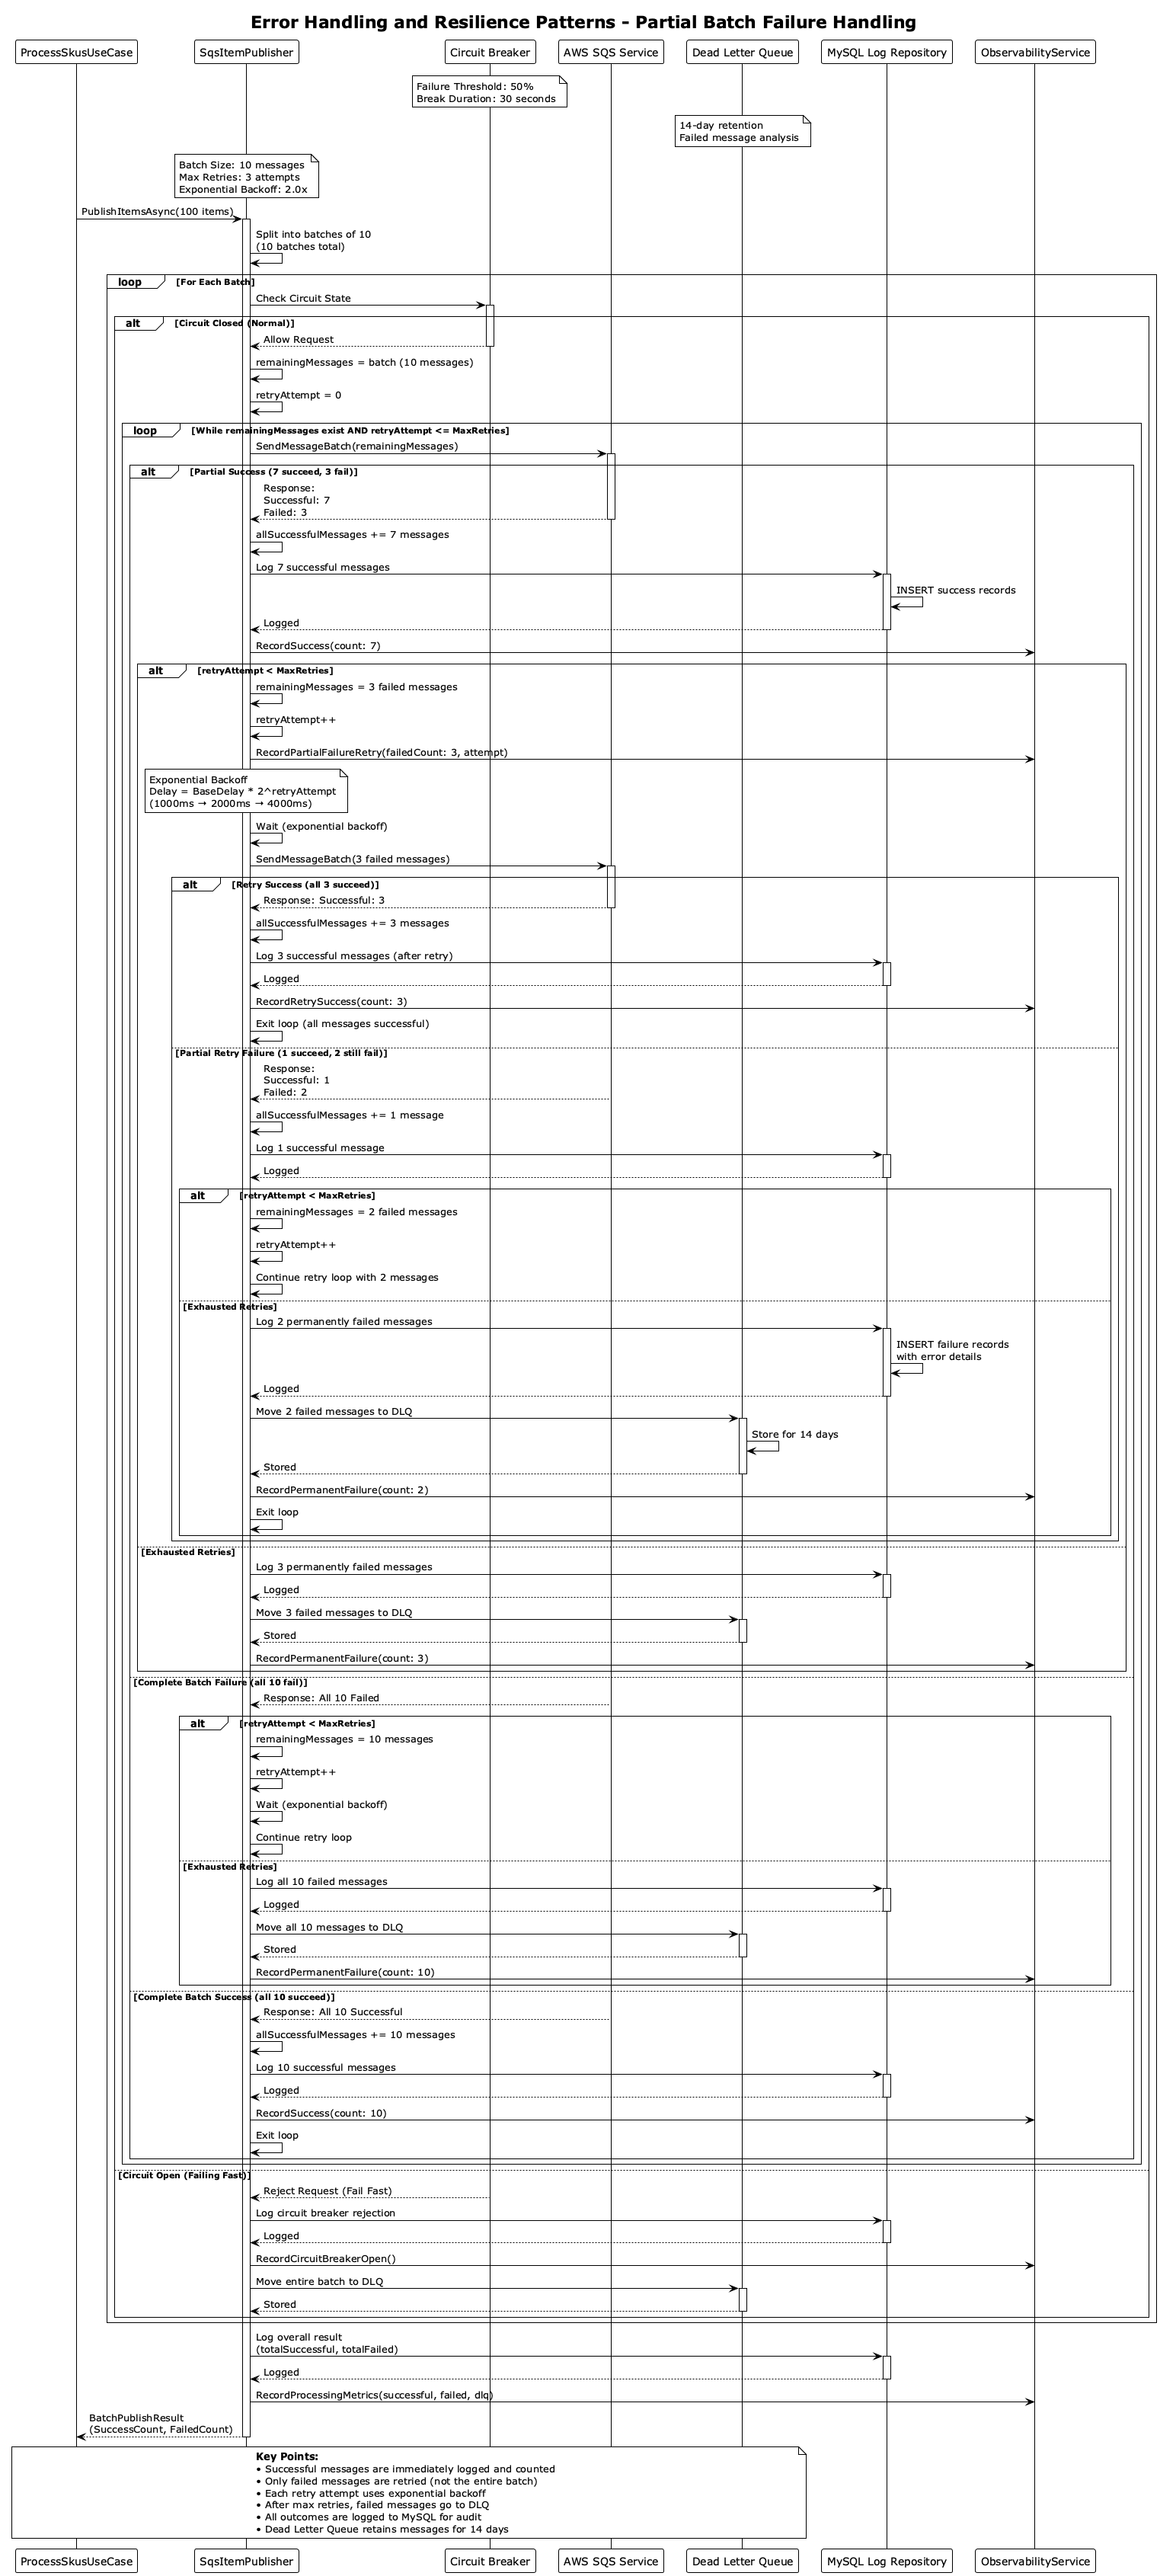 Error Handling and Resilience Patterns - Partial Batch Failure Handling
ProcessSkusUseCase
SqsItemPublisher
Circuit Breaker
AWS SQS Service
Dead Letter Queue
MySQL Log Repository
ObservabilityService
Failure Threshold: 50%
Break Duration: 30 seconds
14-day retention
Failed message analysis
Batch Size: 10 messages
Max Retries: 3 attempts
Exponential Backoff: 2.0x
PublishItemsAsync(100 items)
Split into batches of 10
(10 batches total)
loop
[For Each Batch]
Check Circuit State
alt
[Circuit Closed (Normal)]
Allow Request
remainingMessages = batch (10 messages)
retryAttempt = 0
loop
[While remainingMessages exist AND retryAttempt <= MaxRetries]
SendMessageBatch(remainingMessages)
alt
[Partial Success (7 succeed, 3 fail)]
Response:
Successful: 7
Failed: 3
allSuccessfulMessages += 7 messages
Log 7 successful messages
INSERT success records
Logged
RecordSuccess(count: 7)
alt
[retryAttempt < MaxRetries]
remainingMessages = 3 failed messages
retryAttempt++
RecordPartialFailureRetry(failedCount: 3, attempt)
Exponential Backoff
Delay = BaseDelay * 2^retryAttempt
(1000ms → 2000ms → 4000ms)
Wait (exponential backoff)
SendMessageBatch(3 failed messages)
alt
[Retry Success (all 3 succeed)]
Response: Successful: 3
allSuccessfulMessages += 3 messages
Log 3 successful messages (after retry)
Logged
RecordRetrySuccess(count: 3)
Exit loop (all messages successful)
[Partial Retry Failure (1 succeed, 2 still fail)]
Response:
Successful: 1
Failed: 2
allSuccessfulMessages += 1 message
Log 1 successful message
Logged
alt
[retryAttempt < MaxRetries]
remainingMessages = 2 failed messages
retryAttempt++
Continue retry loop with 2 messages
[Exhausted Retries]
Log 2 permanently failed messages
INSERT failure records
with error details
Logged
Move 2 failed messages to DLQ
Store for 14 days
Stored
RecordPermanentFailure(count: 2)
Exit loop
[Exhausted Retries]
Log 3 permanently failed messages
Logged
Move 3 failed messages to DLQ
Stored
RecordPermanentFailure(count: 3)
[Complete Batch Failure (all 10 fail)]
Response: All 10 Failed
alt
[retryAttempt < MaxRetries]
remainingMessages = 10 messages
retryAttempt++
Wait (exponential backoff)
Continue retry loop
[Exhausted Retries]
Log all 10 failed messages
Logged
Move all 10 messages to DLQ
Stored
RecordPermanentFailure(count: 10)
[Complete Batch Success (all 10 succeed)]
Response: All 10 Successful
allSuccessfulMessages += 10 messages
Log 10 successful messages
Logged
RecordSuccess(count: 10)
Exit loop
[Circuit Open (Failing Fast)]
Reject Request (Fail Fast)
Log circuit breaker rejection
Logged
RecordCircuitBreakerOpen()
Move entire batch to DLQ
Stored
Log overall result
(totalSuccessful, totalFailed)
Logged
RecordProcessingMetrics(successful, failed, dlq)
BatchPublishResult
(SuccessCount, FailedCount)
Key Points:
• Successful messages are immediately logged and counted
• Only failed messages are retried (not the entire batch)
• Each retry attempt uses exponential backoff
• After max retries, failed messages go to DLQ
• All outcomes are logged to MySQL for audit
• Dead Letter Queue retains messages for 14 days
ProcessSkusUseCase
SqsItemPublisher
Circuit Breaker
AWS SQS Service
Dead Letter Queue
MySQL Log Repository
ObservabilityService